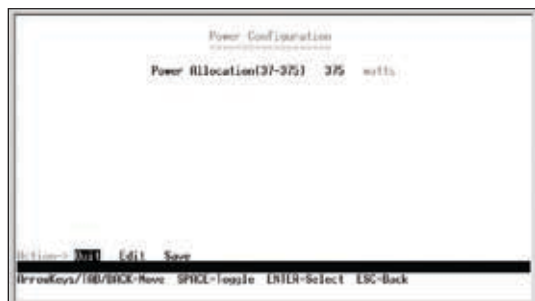 Power Configuration
Power Allocation(37-375) 375 watts
Action-> Quit Edit Save
ArrowKeys/TAB/BACK-Move SPACE-Toggle ENTER-Select ESC-Back